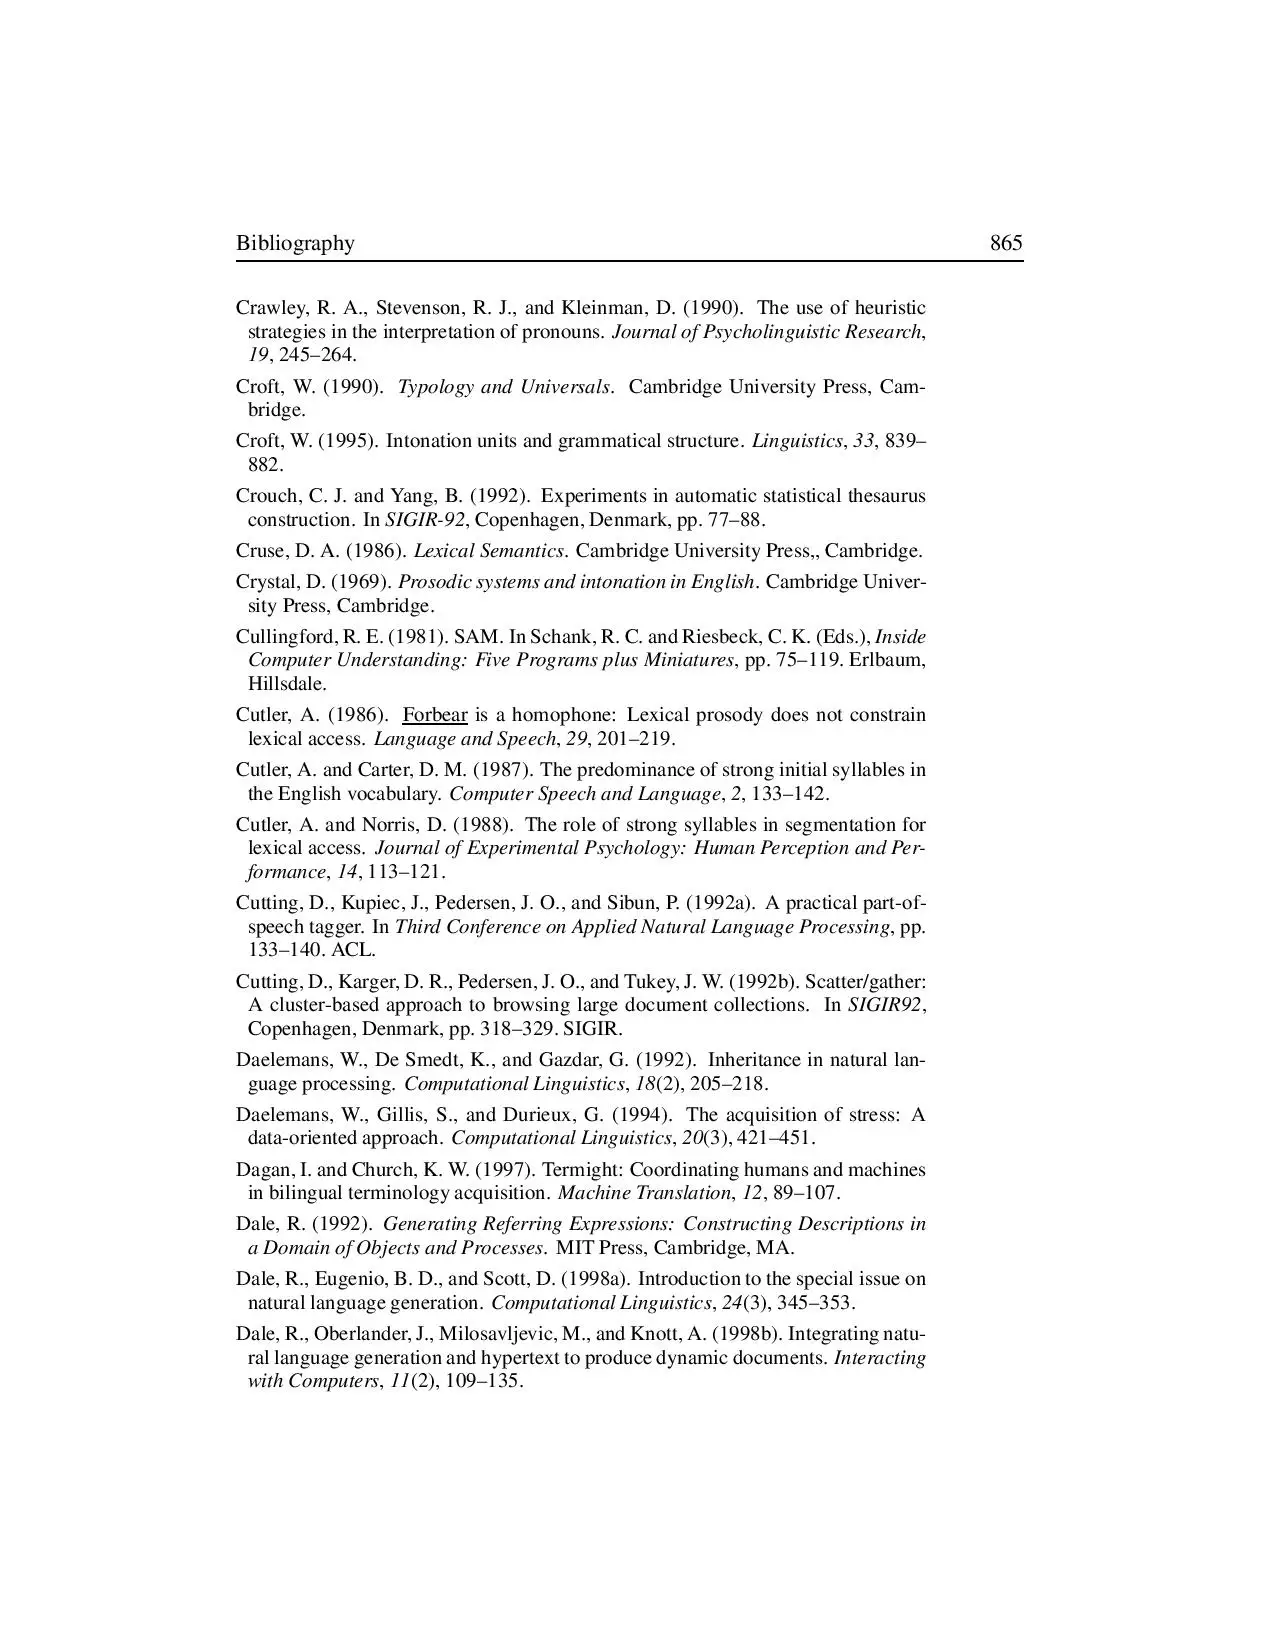 Bibliography 865
Crawley, R. A., Stevenson, R. J., and Kleinman, D. (1990). The use of heuristic
strategies in the interpretation of pronouns. Journal of Psycholinguistic Research,
19, 245–264.
Croft, W. (1990). Typology and Universals. Cambridge University Press, Cam-
bridge.
Croft, W. (1995). Intonation units and grammatical structure. Linguistics, 33, 839–
882.
Crouch, C. J. and Yang, B. (1992). Experiments in automatic statistical thesaurus
construction. In SIGIR-92, Copenhagen, Denmark, pp. 77–88.
Cruse, D. A. (1986). Lexical Semantics. Cambridge University Press,, Cambridge.
Crystal, D. (1969). Prosodic systems and intonation in English. Cambridge Univer-
sity Press, Cambridge.
Cullingford, R. E. (1981). SAM. In Schank, R. C. and Riesbeck, C. K. (Eds.), Inside
Computer Understanding: Five Programs plus Miniatures, pp. 75–119. Erlbaum,
Hillsdale.
Cutler, A. (1986). Forbear is a homophone: Lexical prosody does not constrain
lexical access. Language and Speech, 29, 201–219.
Cutler, A. and Carter, D. M. (1987). The predominance of strong initial syllables in
the English vocabulary. Computer Speech and Language, 2, 133–142.
Cutler, A. and Norris, D. (1988). The role of strong syllables in segmentation for
lexical access. Journal of Experimental Psychology: Human Perception and Per-
formance, 14, 113–121.
Cutting, D., Kupiec, J., Pedersen, J. O., and Sibun, P. (1992a). A practical part-of-
speech tagger. In Third Conference on Applied Natural Language Processing, pp.
133–140. ACL.
Cutting, D., Karger, D. R., Pedersen, J. O., and Tukey, J. W. (1992b). Scatter/gather:
A cluster-based approach to browsing large document collections. In SIGIR92,
Copenhagen, Denmark, pp. 318–329. SIGIR.
Daelemans, W., De Smedt, K., and Gazdar, G. (1992). Inheritance in natural lan-
guage processing. Computational Linguistics, 18(2), 205–218.
Daelemans, W., Gillis, S., and Durieux, G. (1994). The acquisition of stress: A
data-oriented approach. Computational Linguistics, 20(3), 421–451.
Dagan, I. and Church, K. W. (1997). Termight: Coordinating humans and machines
in bilingual terminology acquisition. Machine Translation, 12, 89–107.
Dale, R. (1992). Generating Referring Expressions: Constructing Descriptions in
a Domain of Objects and Processes. MIT Press, Cambridge, MA.
Dale, R., Eugenio, B. D., and Scott, D. (1998a). Introduction to the special issue on
natural language generation. Computational Linguistics, 24(3), 345–353.
Dale, R., Oberlander, J., Milosavljevic, M., and Knott, A. (1998b). Integrating natu-
ral language generation and hypertext to produce dynamic documents. Interacting
with Computers, 11(2), 109–135.